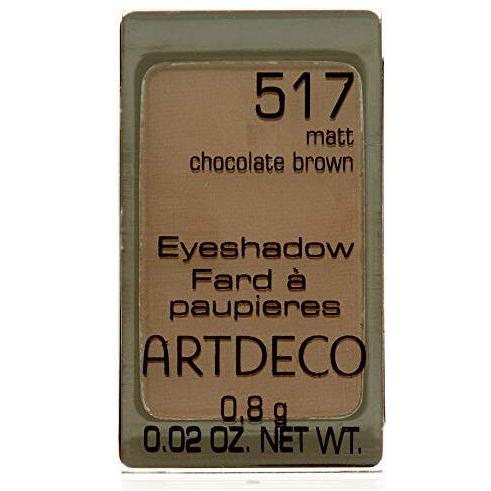 517
matt
chocolate brown
Eyeshadow
Fard à
paupieres
ARTDECO
0,8 g
0.02 OZ. NET WT.